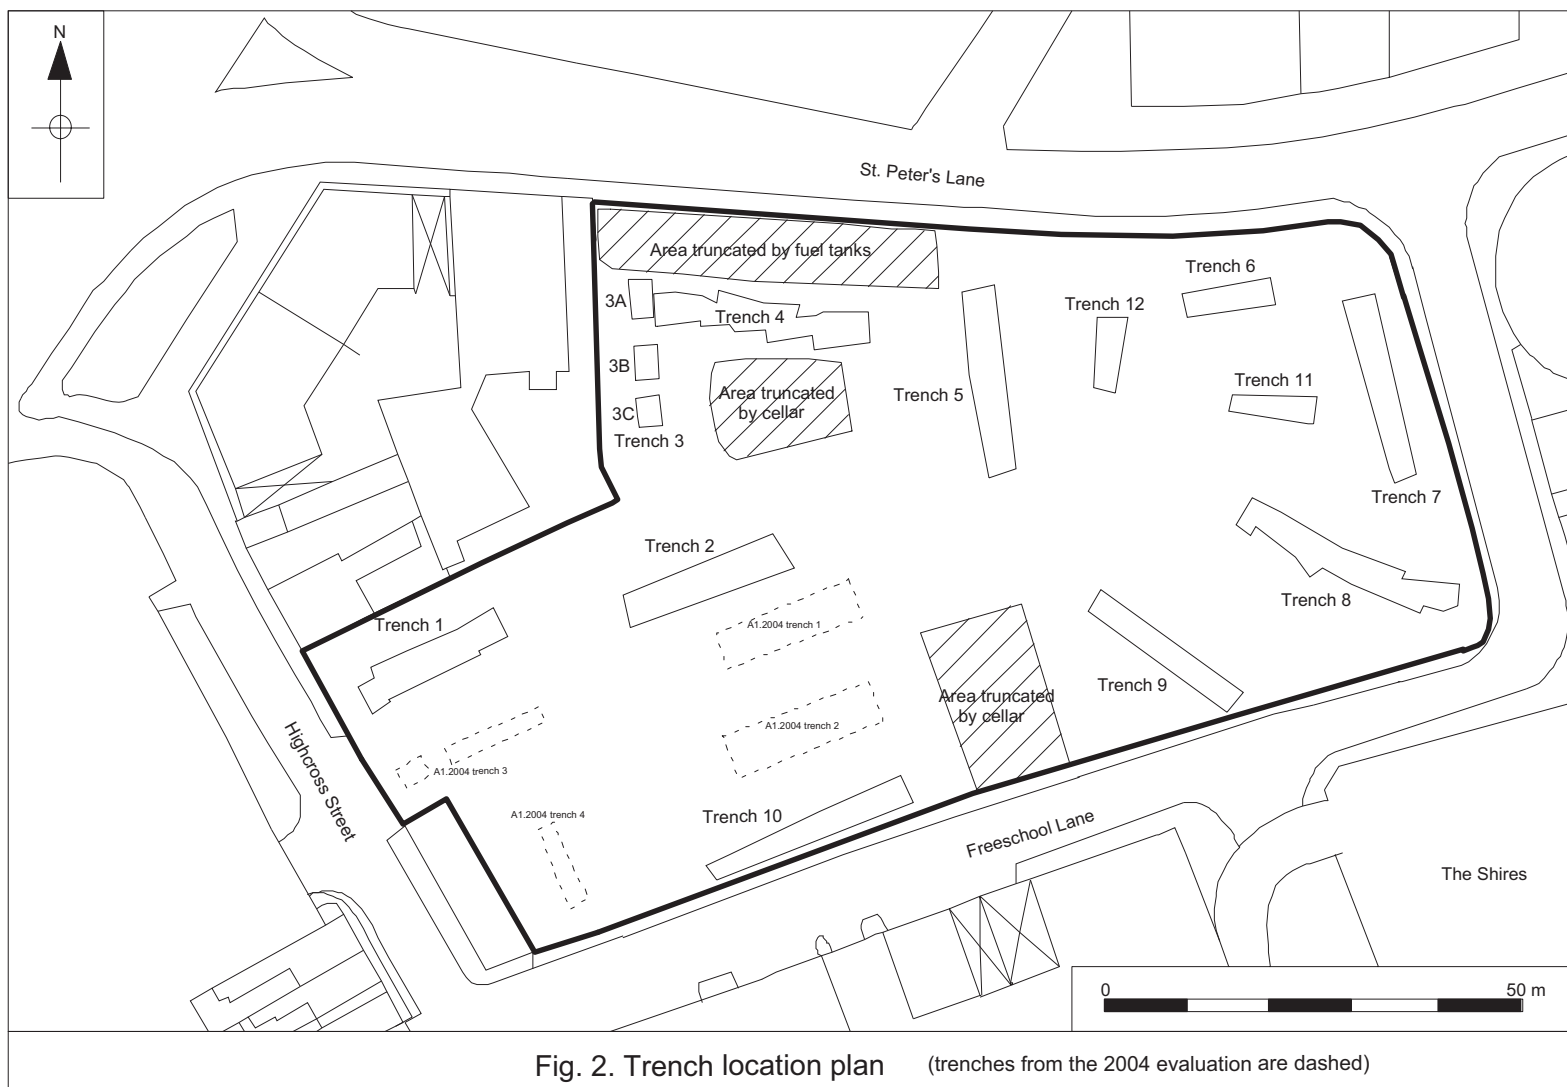 N
St. Peter's Lane
Area truncated by fuel tanks
Trench 6
3A
Trench 4
Trench 12
3B
Trench 11
Area truncated
by cellar
Trench 5
3C
Trench 3
Trench 7
Trench 2
Trench 8
Trench 1
A1.2004 trench 1
Trench 9
Area truncated
by cellar
A1.2004 trench 2
Highcross Street
A1.2004 trench 3
A1.2004 trench 4
Trench 10
Freeschool Lane
The Shires
0 50 m
Fig. 2. Trench location plan (trenches from the 2004 evaluation are dashed)